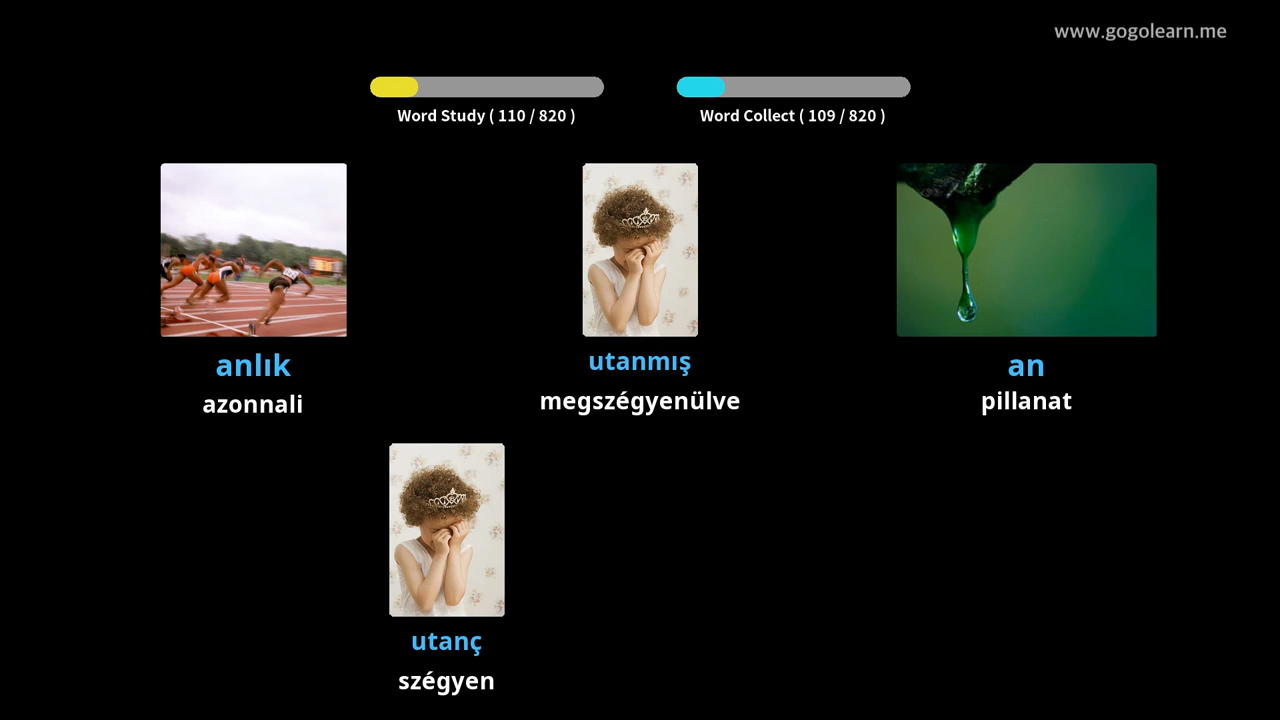 www.gogolearn.me
Word Study ( 110 / 820 )
Word Collect ( 109 / 820 )
anlık
azonnali
utanmış
megszégyenülve
an
pillanat
utanç
szégyen